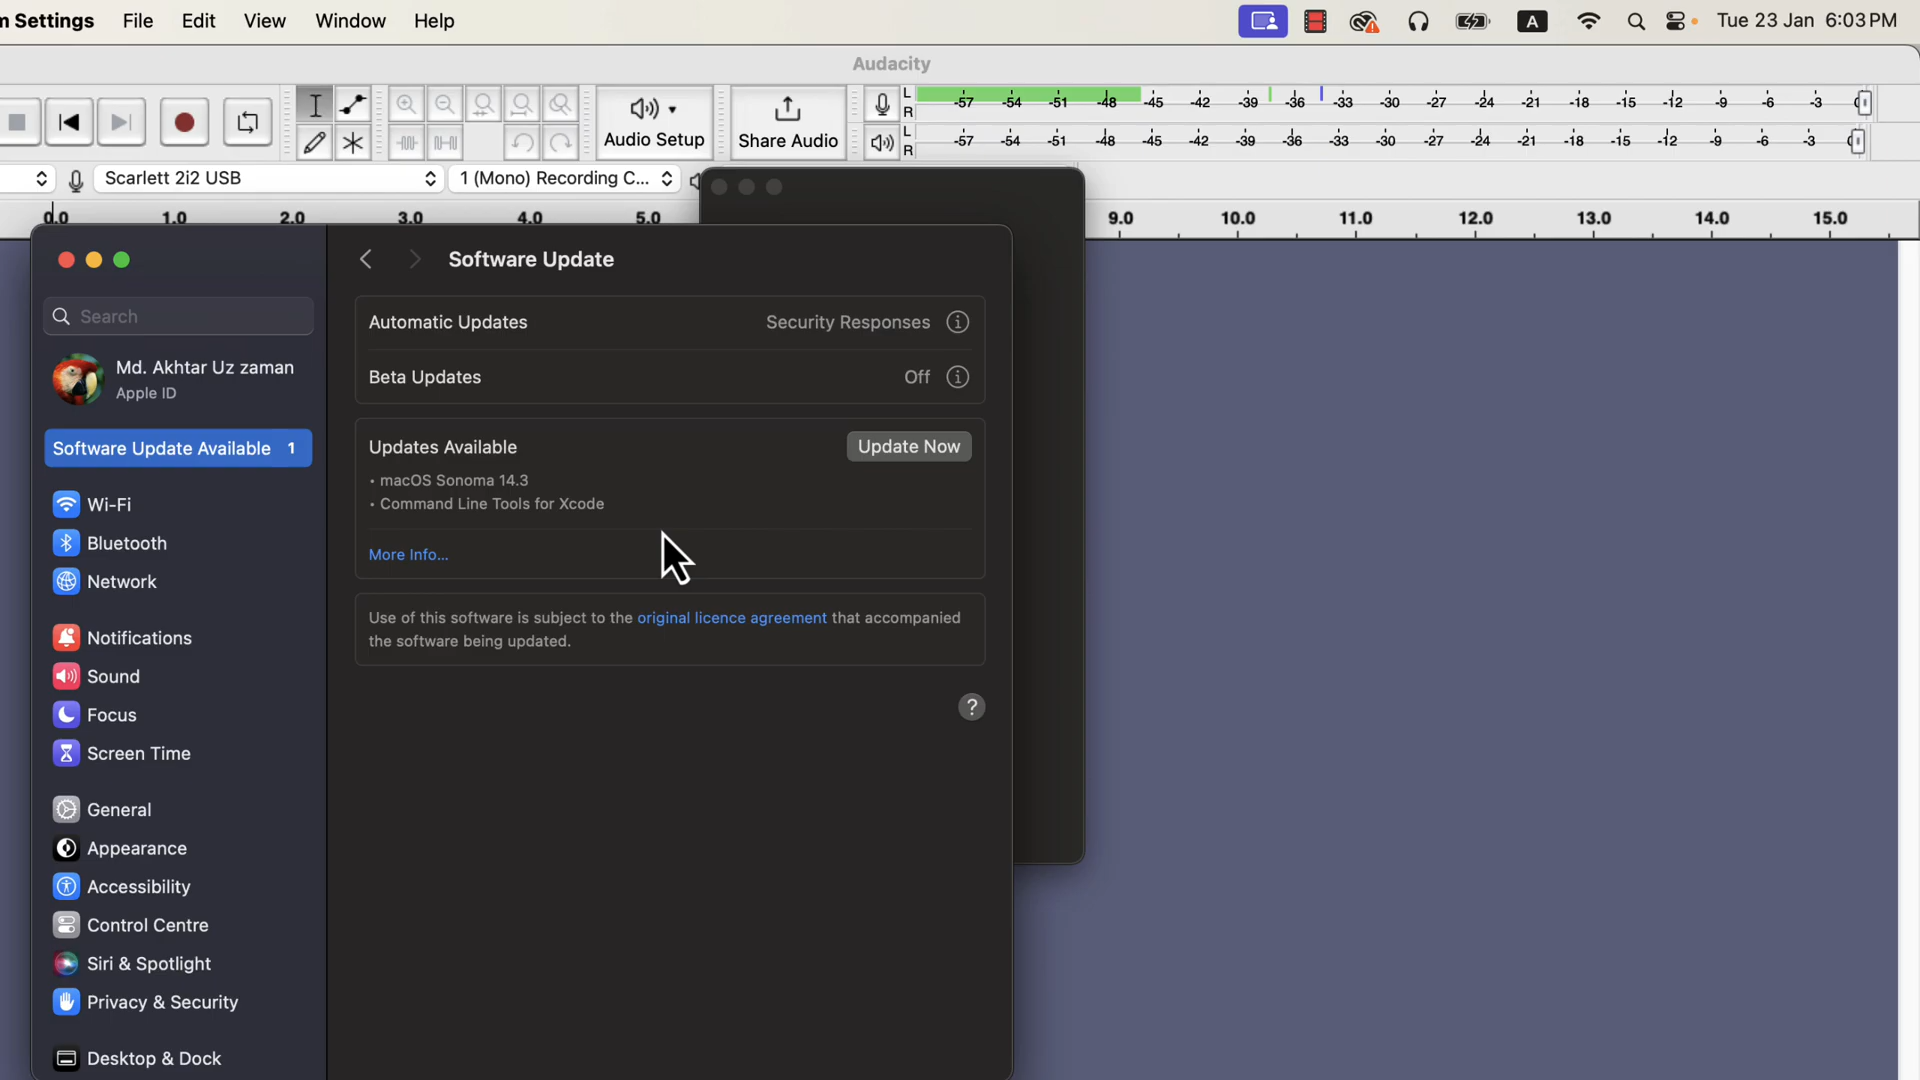 m Settings File Edit View Window Help A Tue 23 Jan 6:03 PM
Audacity
L -57 -54 -51 -48 -45 -42 -39 -36 -33 -30 -27 -24 -21 -18 -15 -12 -9 -6 -3
R
Audio Setup Share Audio
L -57 -54 -51 -48 -45 -42 -39 -36 -33 -30 -27 -24 -21 -18 -15 -12 -9 -6 -3
R
Scarlett 2i2 USB 1 (Mono) Recording C...
0.0 1.0 2.0 3.0 4.0 5.0 9.0 10.0 11.0 12.0 13.0 14.0 15.0
Search
Md. Akhtar Uz zaman
Apple ID
Software Update Available 1
Wi-Fi
Bluetooth
Network
Notifications
Sound
Focus
Screen Time
General
Appearance
Accessibility
Control Centre
Siri & Spotlight
Privacy & Security
Desktop & Dock
Software Update
Automatic Updates Security Responses
Beta Updates Off
Updates Available Update Now
• macOS Sonoma 14.3
• Command Line Tools for Xcode
More Info...
Use of this software is subject to the original licence agreement that accompanied
the software being updated.
?